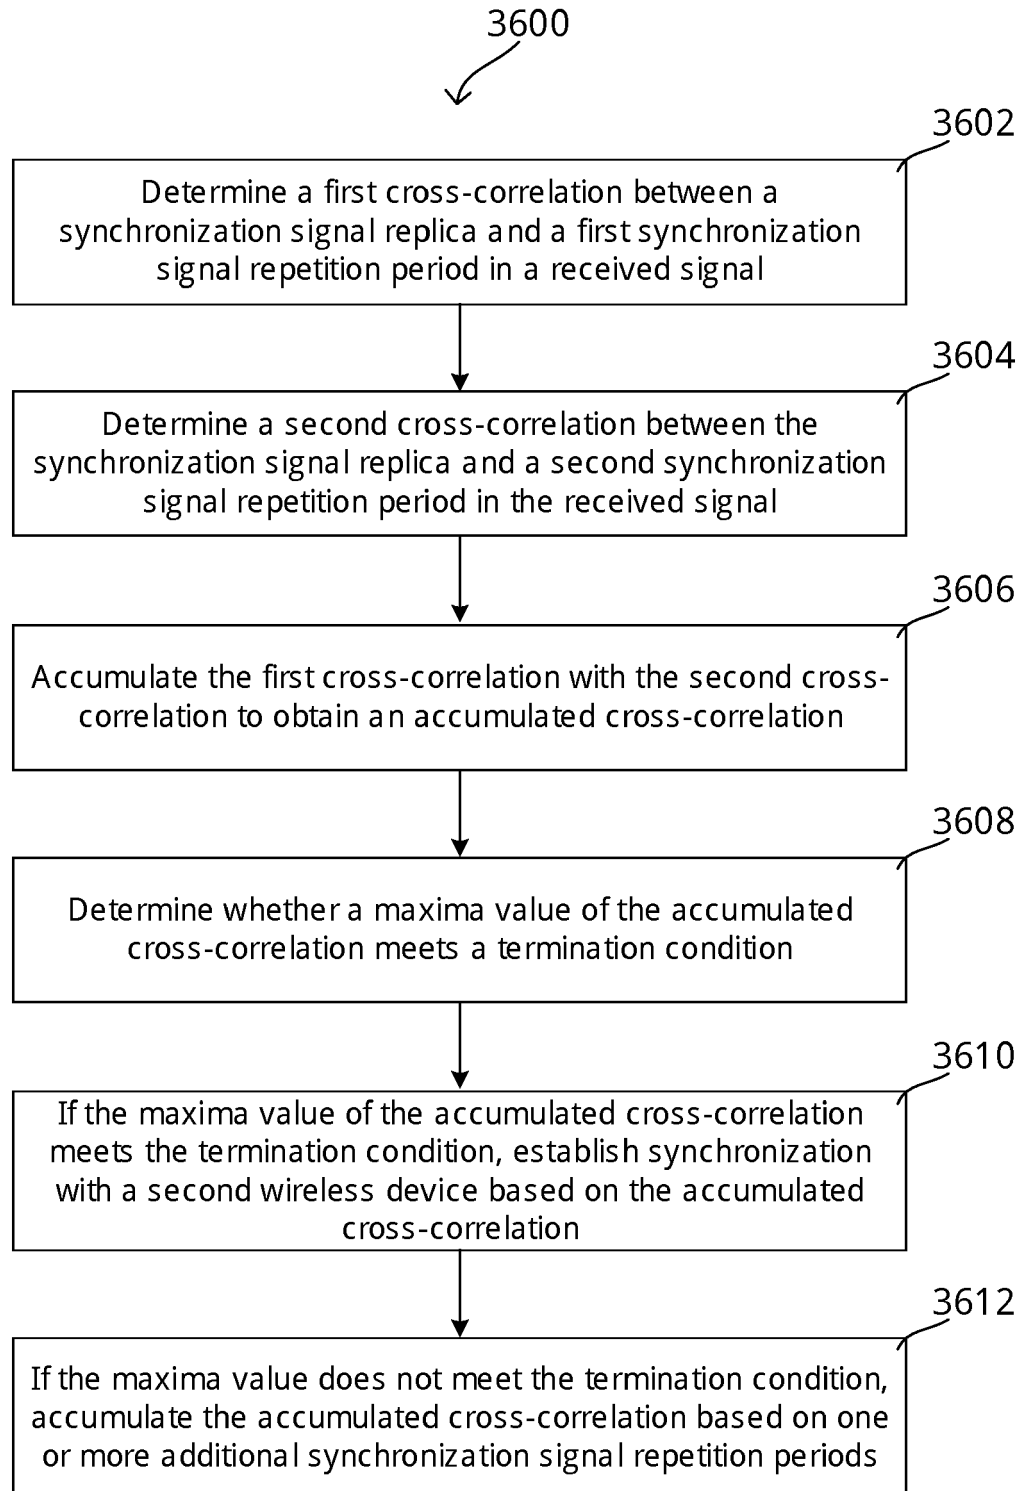 3600
3602
Determine a first cross-correlation between a
synchronization signal replica and a first synchronization
signal repetition period in a received signal
3604
Determine a second cross-correlation between the
synchronization signal replica and a second synchronization
signal repetition period in the received signal
3606
Accumulate the first cross-correlation with the second cross-
correlation to obtain an accumulated cross-correlation
3608
Determine whether a maxima value of the accumulated
cross-correlation meets a termination condition
3610
If the maxima value of the accumulated cross-correlation
meets the termination condition, establish synchronization
with a second wireless device based on the accumulated
cross-correlation
3612
If the maxima value does not meet the termination condition,
accumulate the accumulated cross-correlation based on one
or more additional synchronization signal repetition periods